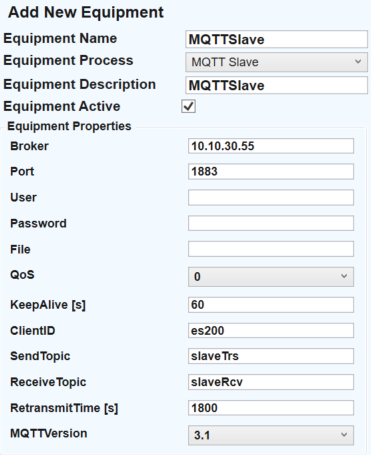 Add New Equipment
Equipment Name MQTTSlave
Equipment Process MQTT Slave
Equipment Description MQTTSlave
Equipment Active
Equipment Properties
Broker 10.10.30.55
Port 1883
User
Password
File
QoS 0
KeepAlive [s] 60
ClientID es200
SendTopic slaveTrs
ReceiveTopic slaveRcv
RetransmitTime [s] 1800
MQTTVersion 3.1